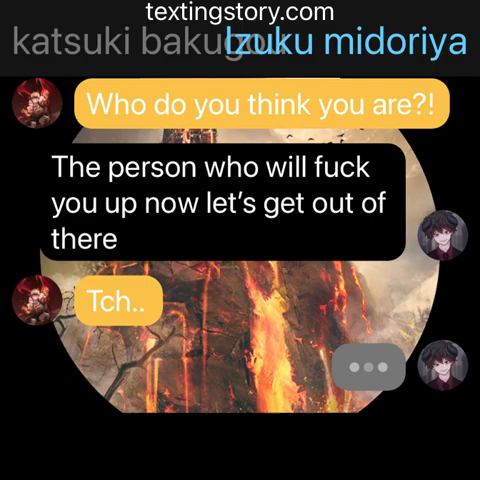 textingstory.com
katsuki bakugou Izuku midoriya
Who do you think you are?!
The person who will fuck
you up now let’s get out of
there
Tch..